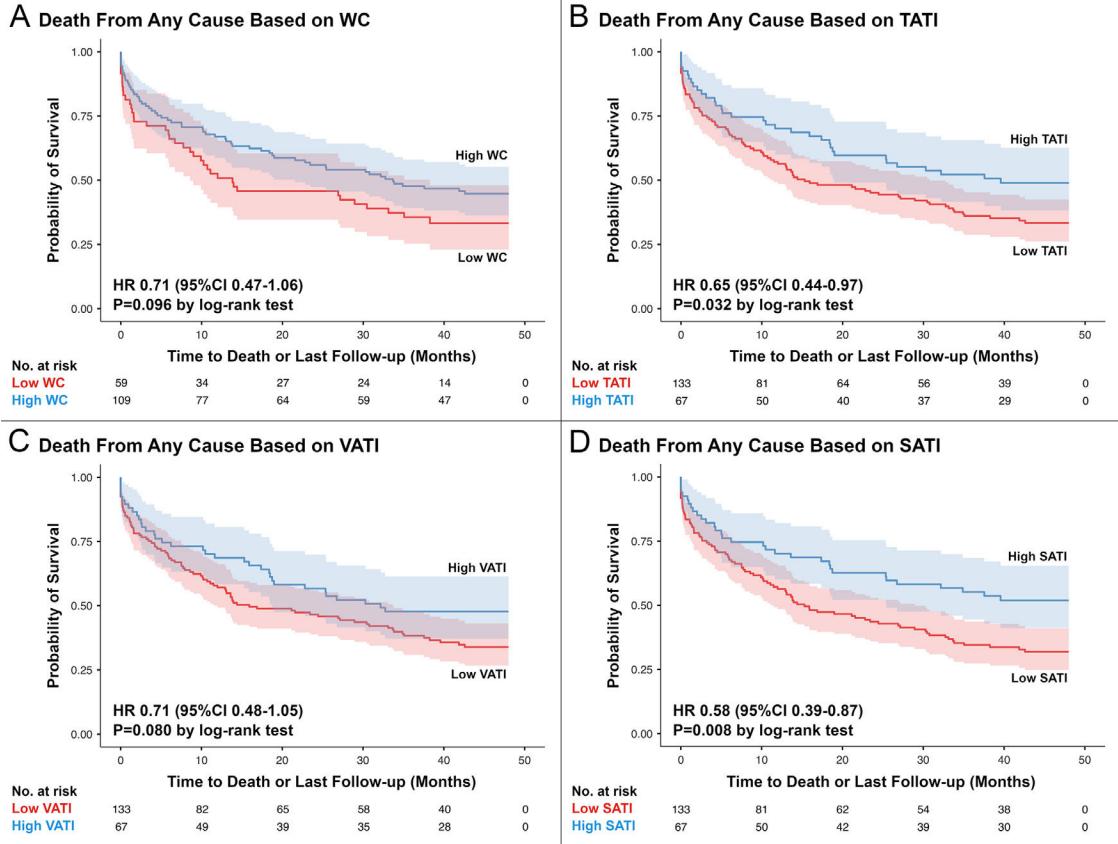 A Death From Any Cause Based on WC
Probability of Survival
1.00
0.75
0.50
0.25
0.00
High WC
Low WC
HR 0.71 (95%CI 0.47-1.06)
P=0.096 by log-rank test
0 10 20 30 40 50
Time to Death or Last Follow-up (Months)
No. at risk
Low WC 59 34 27 24 14 0
High WC 109 77 64 59 47 0
B Death From Any Cause Based on TATI
Probability of Survival
1.00
0.75
0.50
0.25
0.00
High TATI
Low TATI
HR 0.65 (95%CI 0.44-0.97)
P=0.032 by log-rank test
0 10 20 30 40 50
Time to Death or Last Follow-up (Months)
No. at risk
Low TATI 133 81 64 56 39 0
High TATI 67 50 40 37 29 0
C Death From Any Cause Based on VATI
Probability of Survival
1.00
0.75
0.50
0.25
0.00
High VATI
Low VATI
HR 0.71 (95%CI 0.48-1.05)
P=0.080 by log-rank test
0 10 20 30 40 50
Time to Death or Last Follow-up (Months)
No. at risk
Low VATI 133 82 65 58 40 0
High VATI 67 49 39 35 28 0
D Death From Any Cause Based on SATI
Probability of Survival
1.00
0.75
0.50
0.25
0.00
High SATI
Low SATI
HR 0.58 (95%CI 0.39-0.87)
P=0.008 by log-rank test
0 10 20 30 40 50
Time to Death or Last Follow-up (Months)
No. at risk
Low SATI 133 81 62 54 38 0
High SATI 67 50 42 39 30 0